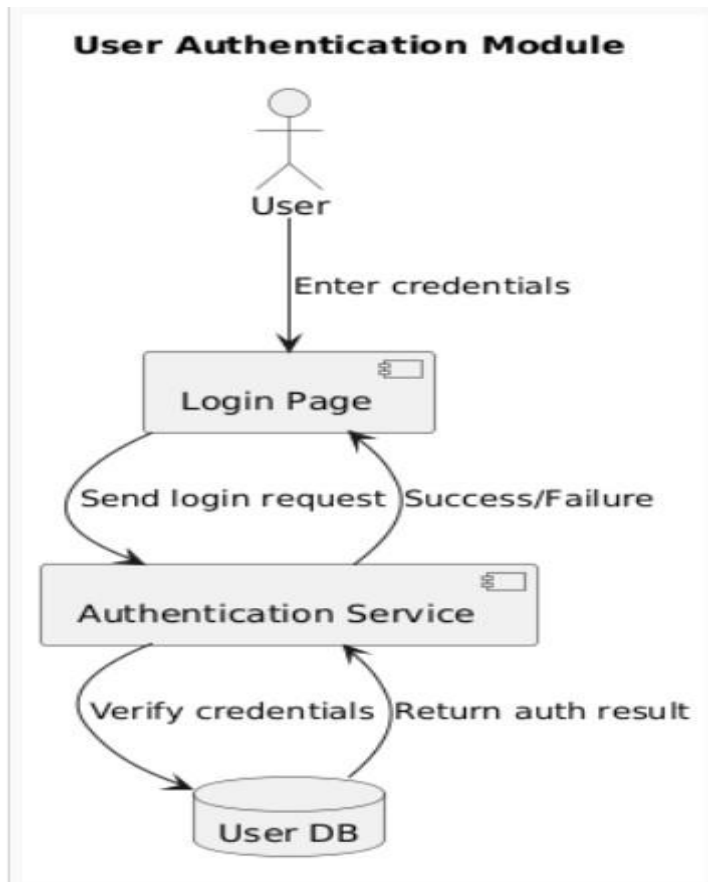 User Authentication Module
User
Enter credentials
Login Page
Send login request
Success/Failure
Authentication Service
Verify credentials
Return auth result
User DB